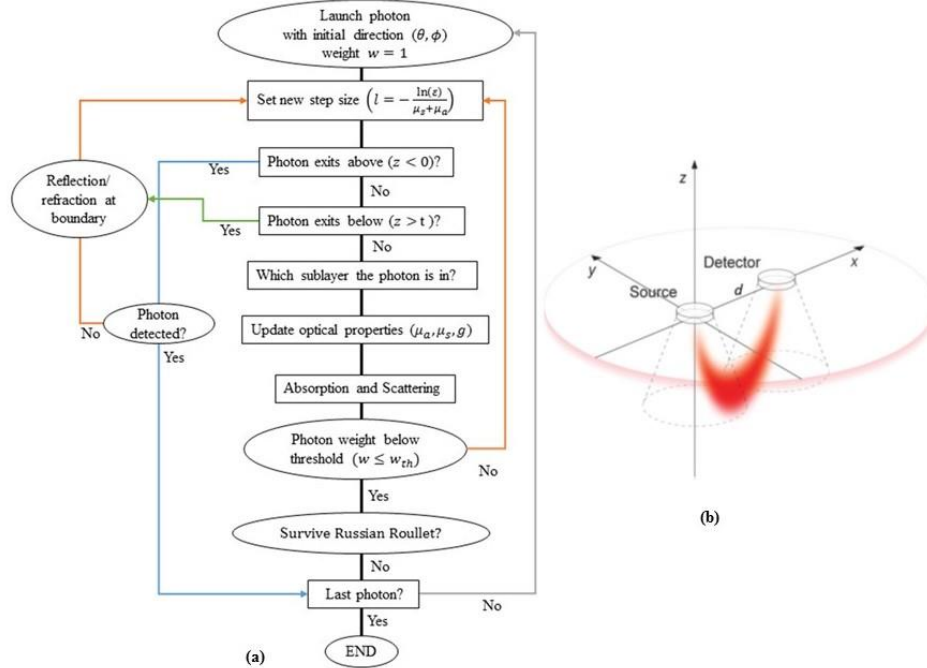 Launch photon
with initial direction (θ, ϕ)
weight w = 1
Set new step size (l = −ln(ε)/(μₛ+μₐ))
Yes
Photon exits above (z < 0)?
No
Reflection/
refraction at
boundary
Yes
Photon exits below (z > t )?
No
Which sublayer the photon is in?
Photon
detected?
No
Yes
Update optical properties (μₐ, μₛ, g)
Absorption and Scattering
Photon weight below
threshold (w ≤ wₜₕ)
No
Yes
Survive Russian Roullet?
No
Last photon?
No
Yes
END
(a)
z
y
x
Detector
d
Source
(b)